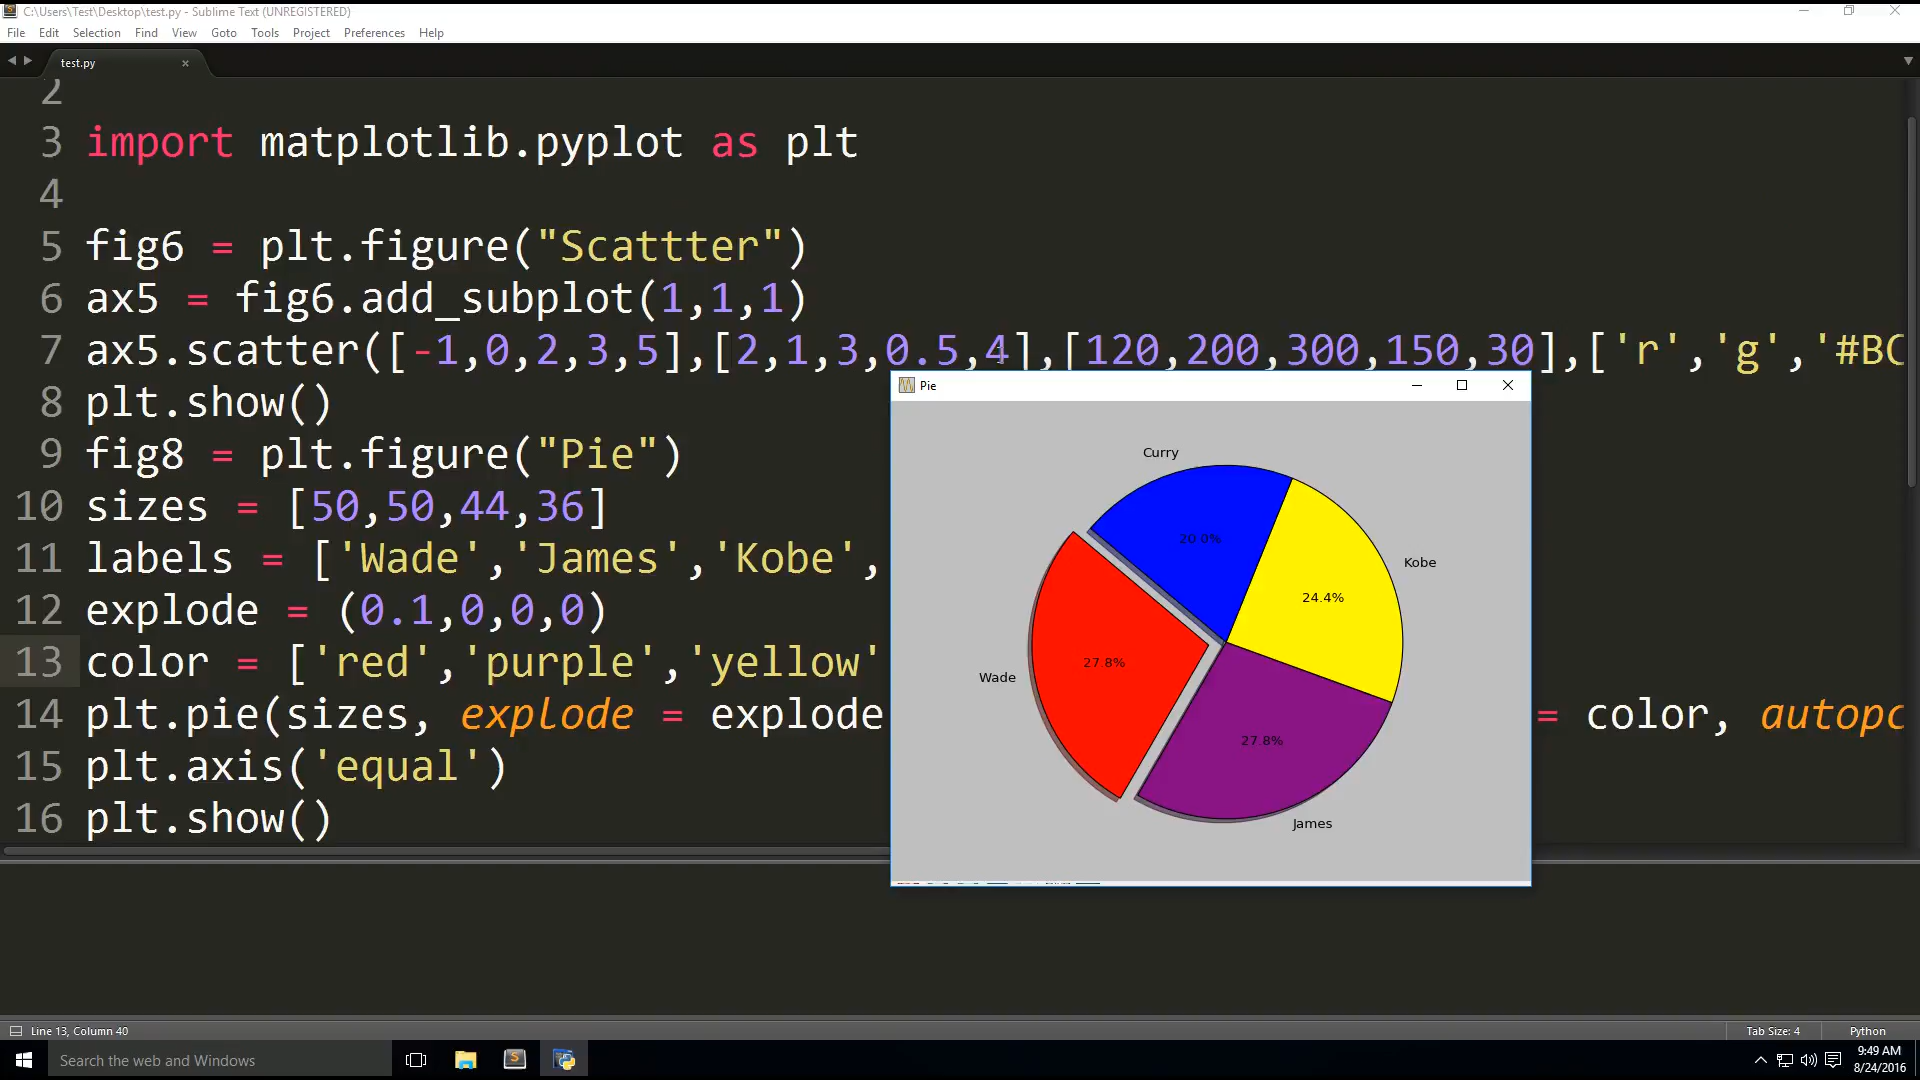 C:\Users\Test\Desktop\test.py - Sublime Text (UNREGISTERED)
File Edit Selection Find View Goto Tools Project Preferences Help
test.py
2
3 import matplotlib.pyplot as plt
4
5 fig6 = plt.figure("Scattter")
6 ax5 = fig6.add_subplot(1,1,1)
7 ax5.scatter([-1,0,2,3,5],[2,1,3,0.5,4],[120,200,300,150,30],['r','g','#BC
8 plt.show()
9 fig8 = plt.figure("Pie")
10 sizes = [50,50,44,36]
11 labels = ['Wade','James','Kobe',
12 explode = (0.1,0,0,0)
13 color = ['red','purple','yellow'
14 plt.pie(sizes, explode = explode = color, autopc
15 plt.axis('equal')
16 plt.show()
Pie
Curry
20.0%
Kobe
24.4%
Wade
27.8%
27.8%
James
Line 13, Column 40
Tab Size: 4
Python
Search the web and Windows
9:49 AM
8/24/2016